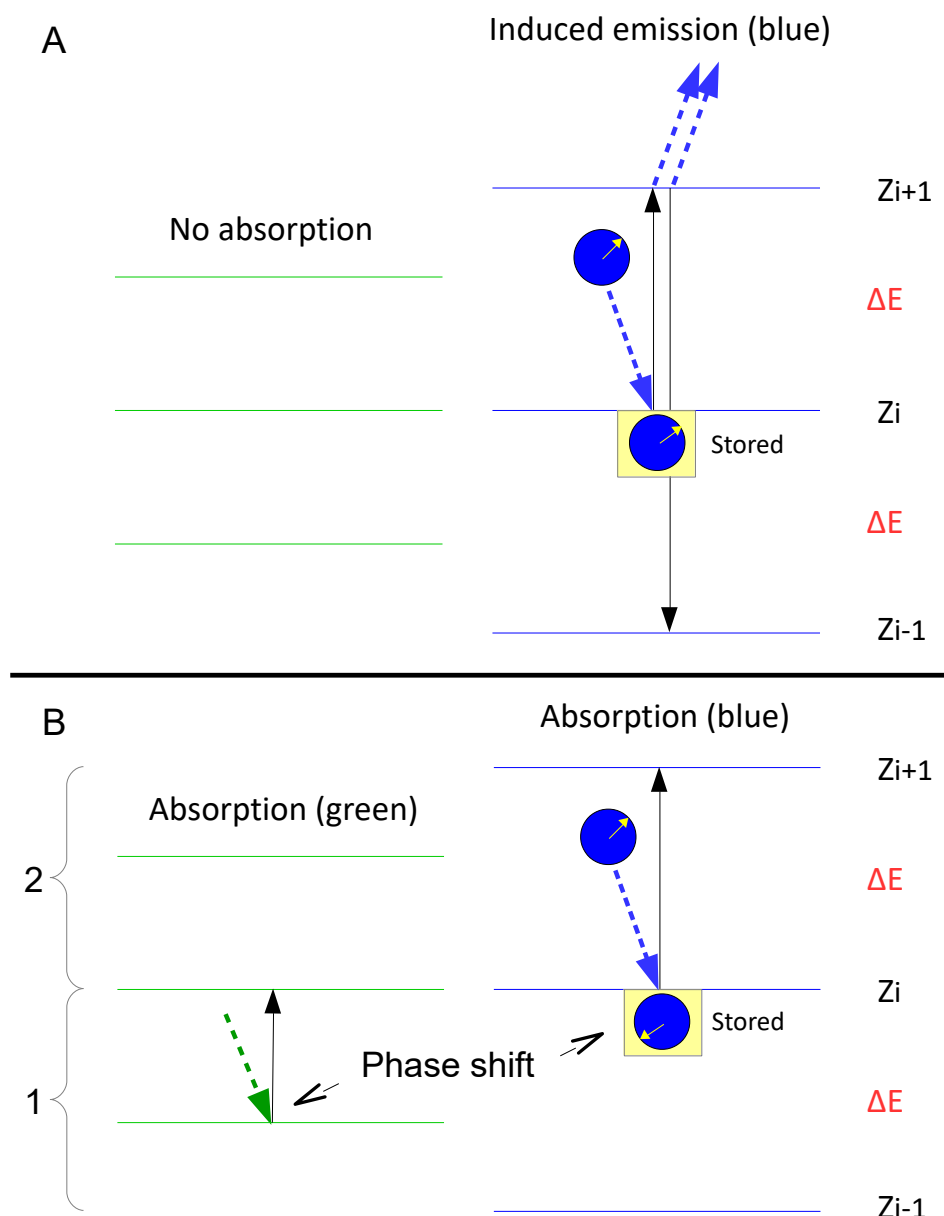 A
Induced emission (blue)
No absorption
Zi+1
ΔE
Zi
Stored
ΔE
Zi-1
B
Absorption (blue)
Absorption (green)
Zi+1
2
ΔE
Zi
Stored
Phase shift
1
ΔE
Zi-1